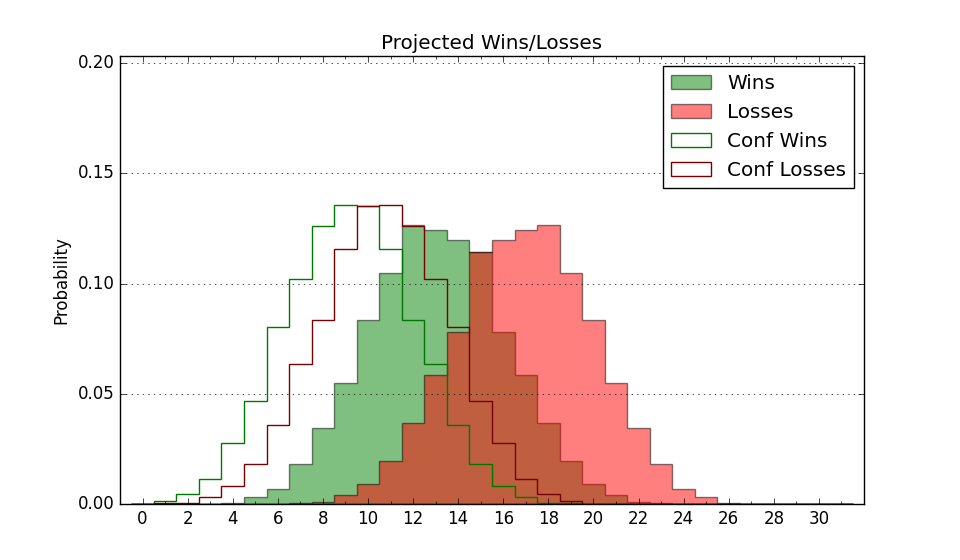 Projected Wins/Losses
0.20
0.15
0.10
0.05
0.00
Probability
Wins
Losses
Conf Wins
Conf Losses
0 2 4 6 8 10 12 14 16 18 20 22 24 26 28 30